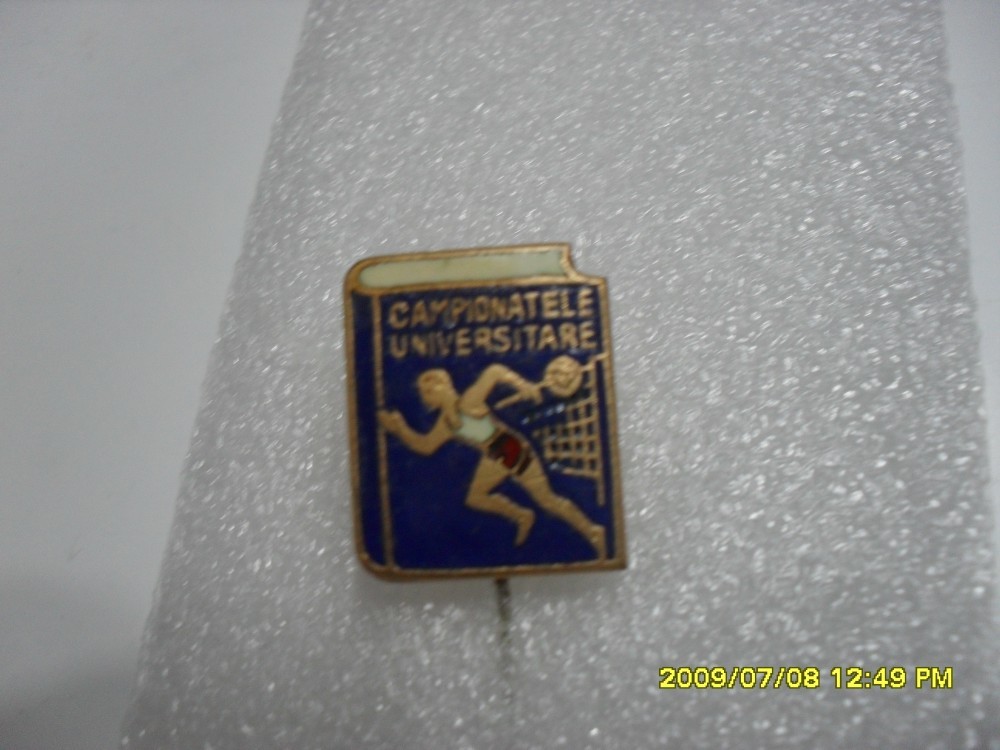 CAMPIONATELE
UNIVERSITARE
2009/07/08 12:49 PM